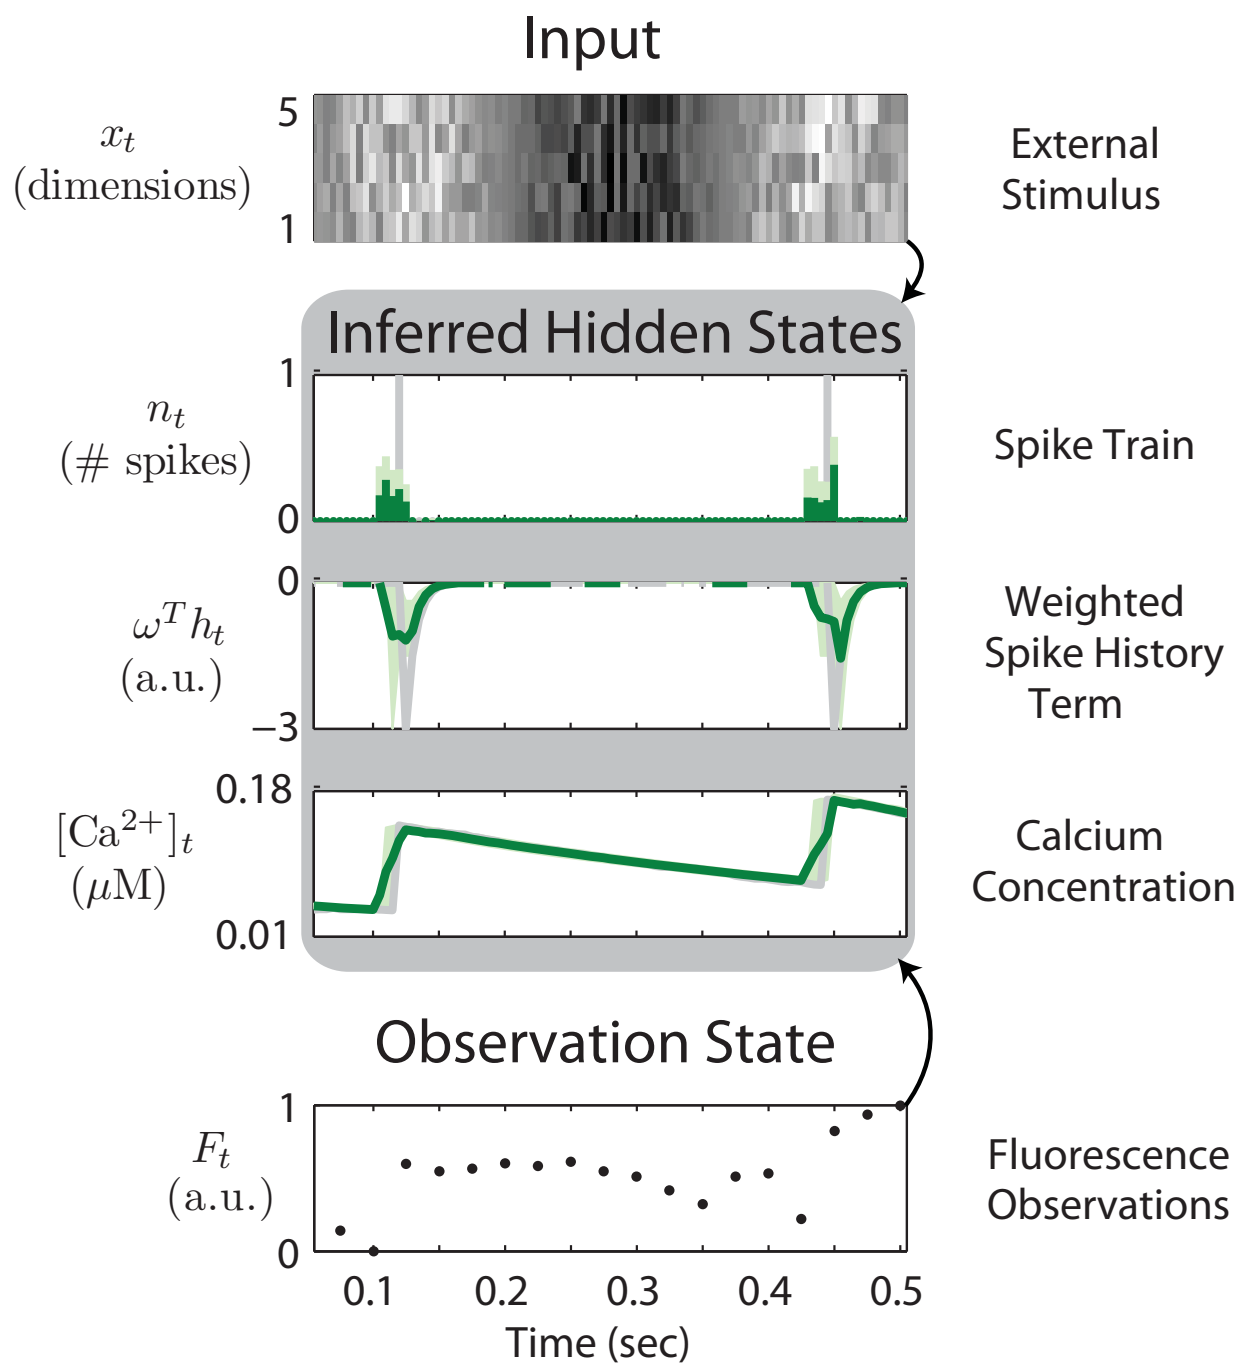 Input
5
x_t
(dimensions)
1
External
Stimulus
Inferred Hidden States
1
n_t
(# spikes)
0
Spike Train
0
ω^T h_t
(a.u.)
−3
Weighted
Spike History
Term
0.18
[Ca^{2+}]_t
(μM)
0.01
Calcium
Concentration
Observation State
1
F_t
(a.u.)
0
Fluorescence
Observations
0.1 0.2 0.3 0.4 0.5
Time (sec)